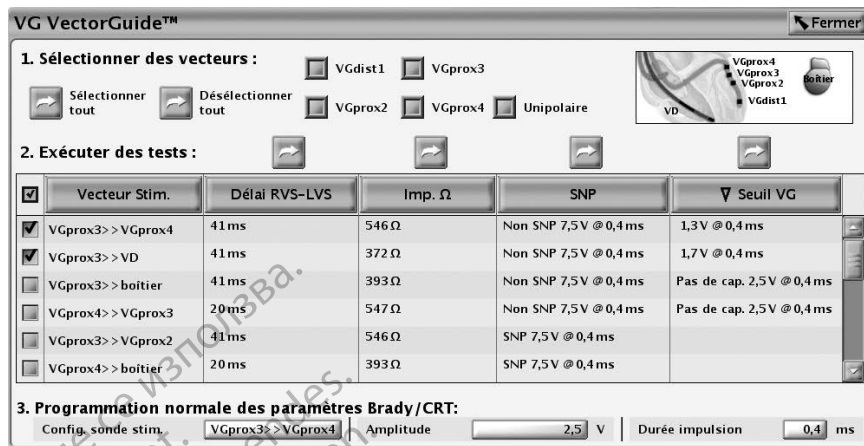 VG VectorGuide™
Fermer
1. Sélectionner des vecteurs :
VGdist1
VGprox3
Sélectionner tout
Désélectionner tout
VGprox2
VGprox4
Unipolaire
VGprox4
VGprox3
VGprox2
VGdist1
Boîtier
VD
2. Exécuter des tests :
Vecteur Stim. Délai RVS-LVS Imp. Ω SNP ∇ Seuil VG
VGprox3>>VGprox4 41ms 546Ω Non SNP 7,5V @ 0,4ms 1,3V @ 0,4ms
VGprox3>>VD 41ms 372Ω Non SNP 7,5V @ 0,4ms 1,7V @ 0,4ms
VGprox3>>boîtier 41ms 393Ω Non SNP 7,5V @ 0,4ms Pas de cap. 2,5V @ 0,4ms
VGprox4>>VGprox3 20ms 547Ω Non SNP 7,5V @ 0,4ms Pas de cap. 2,5V @ 0,4ms
VGprox3>>VGprox2 41ms 546Ω SNP 7,5V @ 0,4ms
VGprox4>>boîtier 20ms 393Ω SNP 7,5V @ 0,4ms
3. Programmation normale des paramètres Brady/CRT:
Config. sonde stim. VGprox3>>VGprox4 Amplitude 2,5 V Durée impulsion 0,4 ms
се използва.
endes.